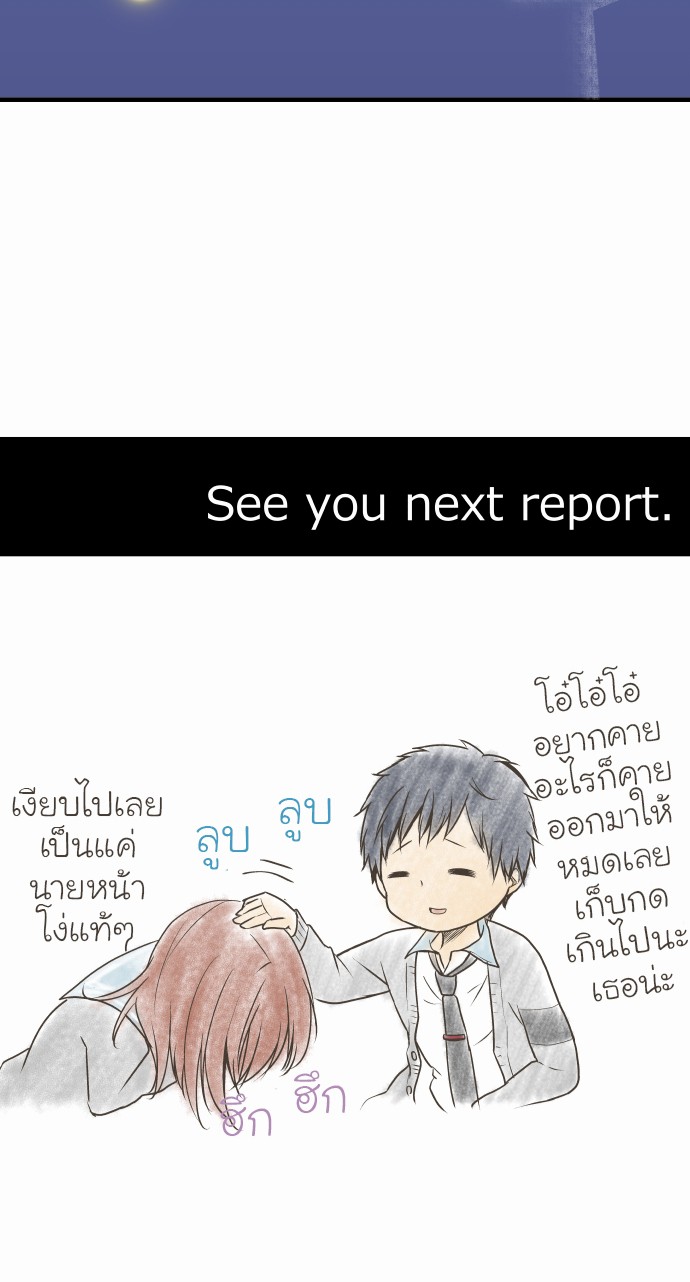 See you next report.
โอ๋โอ๋โอ๋
อยากคาย
อะไรก็คาย
ออกมาให้
หมดเลย
เก็บกด
เกินไปนะ
เธอน่ะ
ลูบ
ลูบ
เงียบไปเลย
เป็นแค่
นายหน้า
โง่แท้ๆ
ฮึก
ฮึก